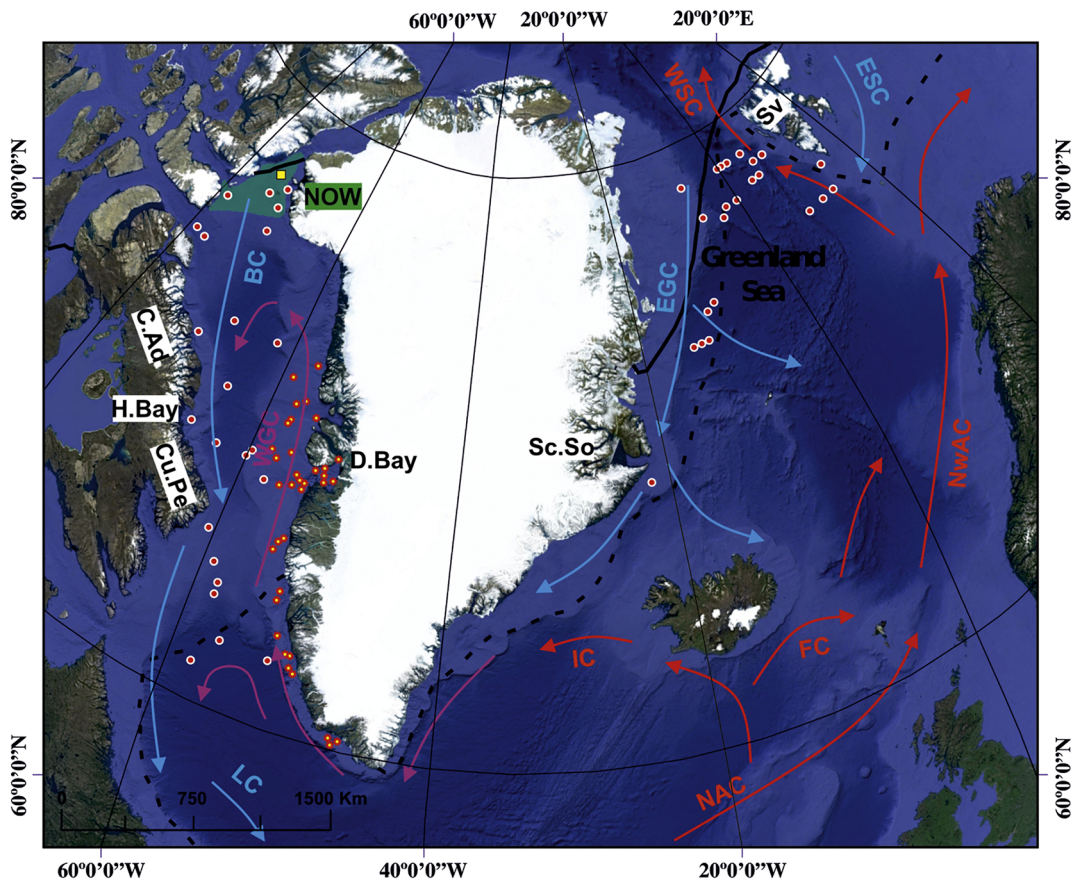 60°0'0''W
20°0'0''W
20°0'0''E
WSC
ESC
Sv
80°0'0''N
80°0'0''N
NOW
BC
EGC
Greenland
Sea
C.Ad
H.Bay
WGC
Cu.Pe
D.Bay
Sc.So
NwAC
IC
FC
LC
NAC
60°0'0''N
60°0'0''N
0
750
1500 Km
60°0'0''W
40°0'0''W
20°0'0''W